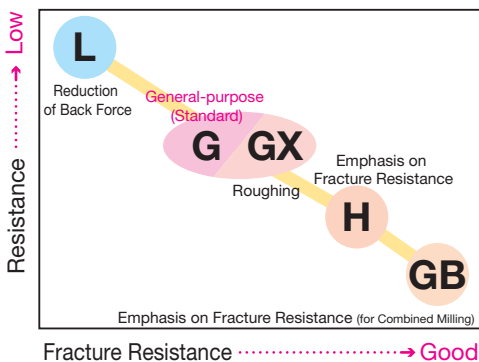 L
Reduction
of Back Force
General-purpose
(Standard)
G GX
Roughing
Emphasis on
Fracture Resistance
H
GB
Emphasis on Fracture Resistance (for Combined Milling)
Resistance Low
Fracture Resistance Good